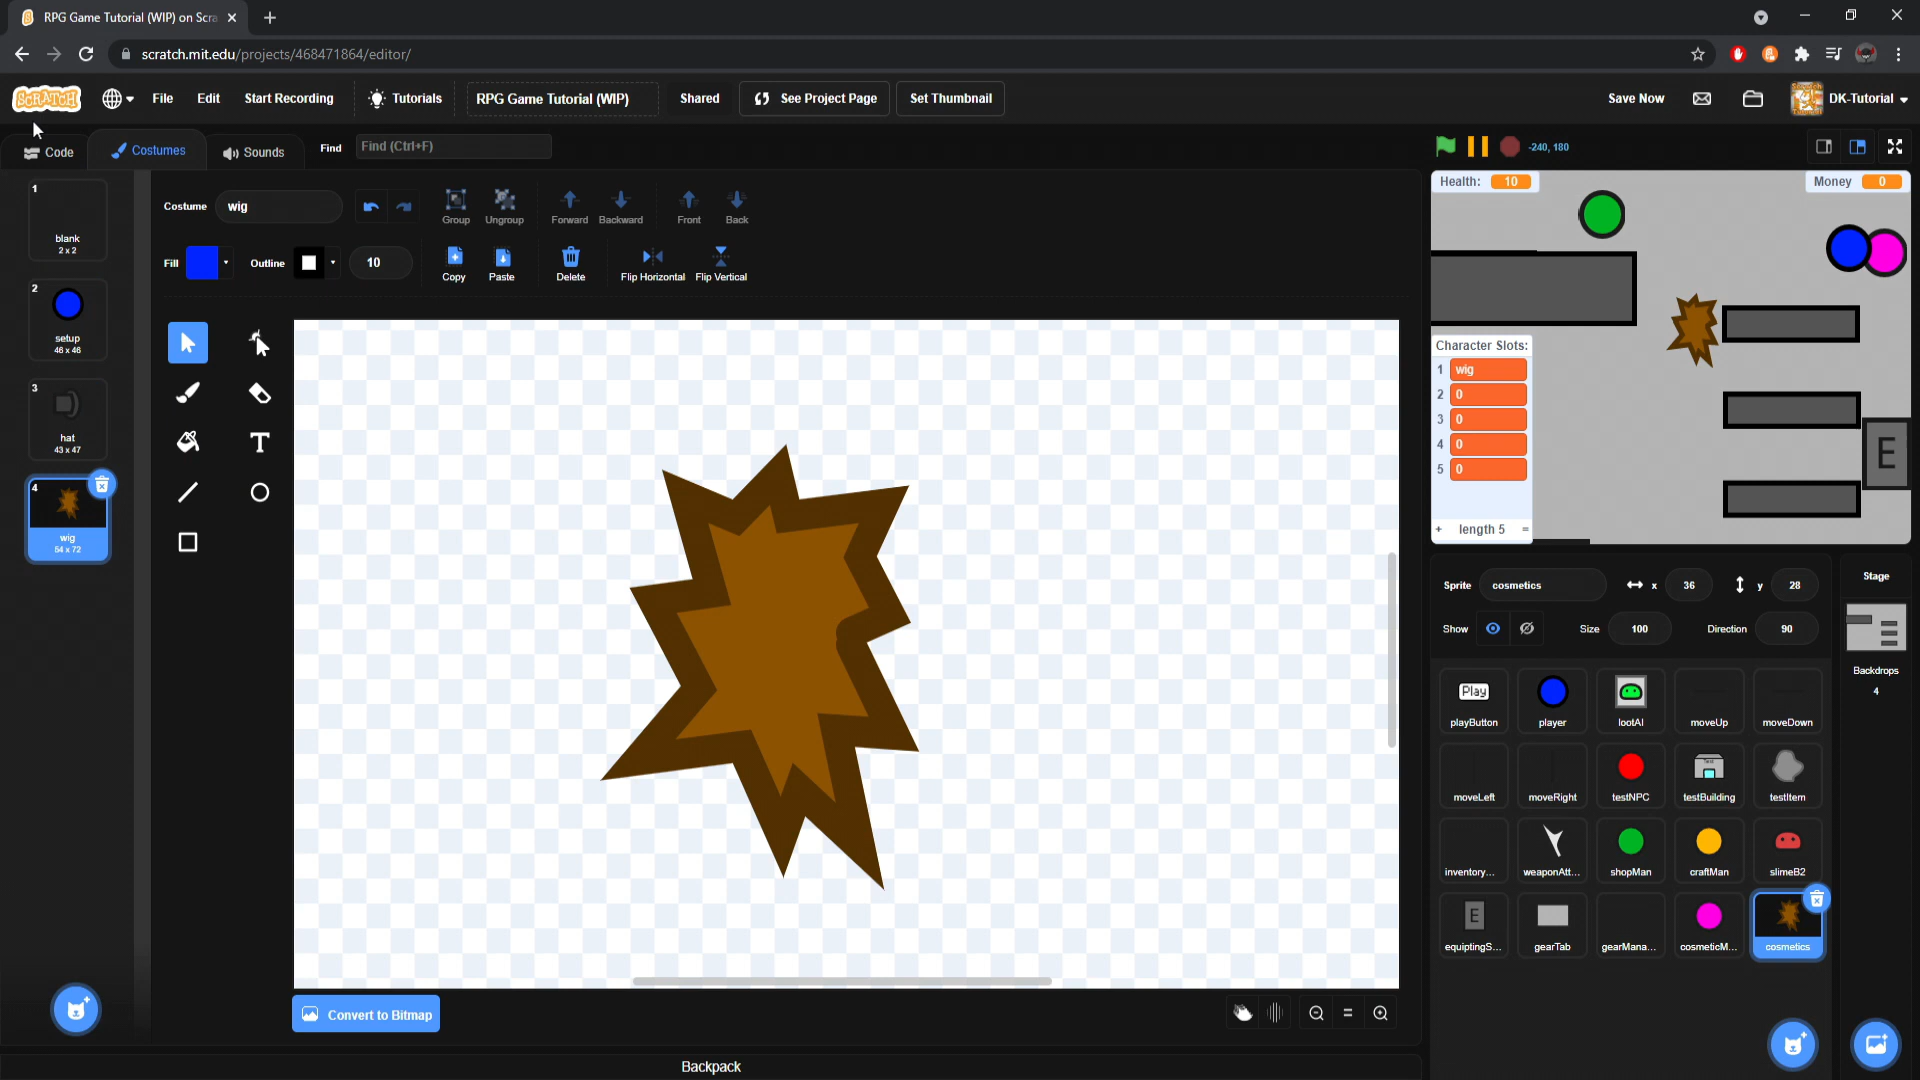 RPG Game Tutorial (WIP) on Scra
scratch.mit.edu/projects/468471864/editor/
SCRATCH
File
Edit
Start Recording
Tutorials
RPG Game Tutorial (WIP)
Shared
See Project Page
Set Thumbnail
Save Now
DK-Tutorial
Code
Costumes
Sounds
Find
Find (Ctrl+F)
-240, 180
1
blank
2 x 2
2
setup
46 x 46
3
hat
43 x 47
4
wig
54 x 72
Costume
wig
Group
Ungroup
Forward
Backward
Front
Back
Fill
Outline
10
Copy
Paste
Delete
Flip Horizontal
Flip Vertical
Convert to Bitmap
Backpack
Health: 10
Money 0
Character Slots:
1 wig
2 0
3 0
4 0
5 0
+ length 5 =
E
Sprite
cosmetics
x
36
y
28
Show
Size
100
Direction
90
Play
playButton
player
lootAI
moveUp
moveDown
moveLeft
moveRight
testNPC
Test
testBuilding
testItem
inventory...
weaponAtt...
shopMan
craftMan
slimeB2
E
equiptingS...
gearTab
gearMana...
cosmeticM...
cosmetics
Stage
Backdrops
4